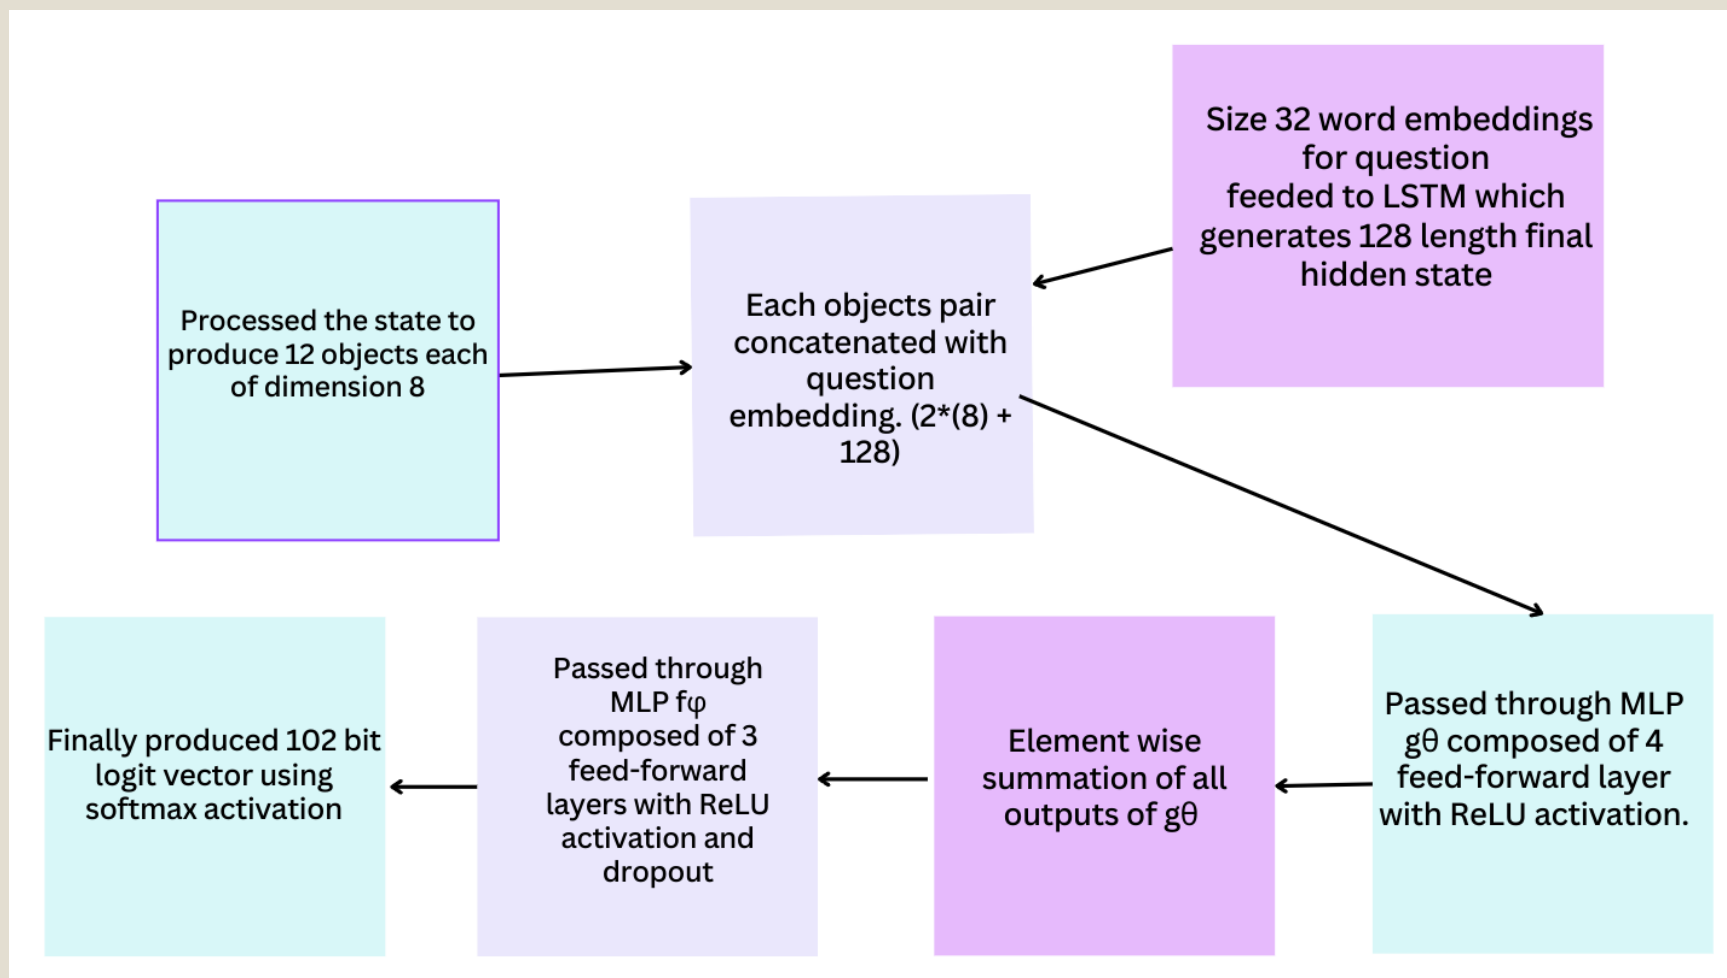 Processed the state to
produce 12 objects each
of dimension 8
Each objects pair
concatenated with
question
embedding. (2*(8) +
128)
Size 32 word embeddings
for question
feeded to LSTM which
generates 128 length final
hidden state
Passed through MLP
gθ composed of 4
feed-forward layer
with ReLU activation.
Element wise
summation of all
outputs of gθ
Passed through
MLP fφ
composed of 3
feed-forward
layers with ReLU
activation and
dropout
Finally produced 102 bit
logit vector using
softmax activation